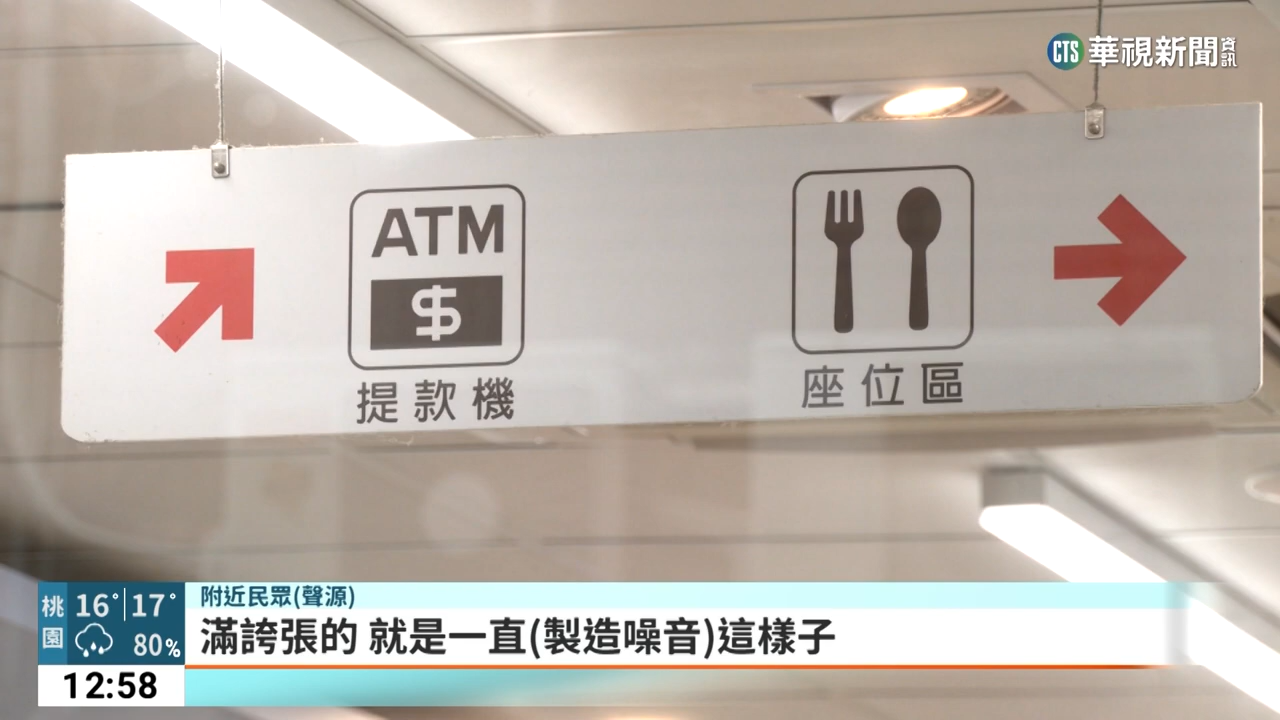 CTS 華視新聞資訊
ATM
$
提款機
座位區
桃園 16° 17°
80%
12:58
附近民眾(聲源)
滿誇張的 就是一直(製造噪音)這樣子